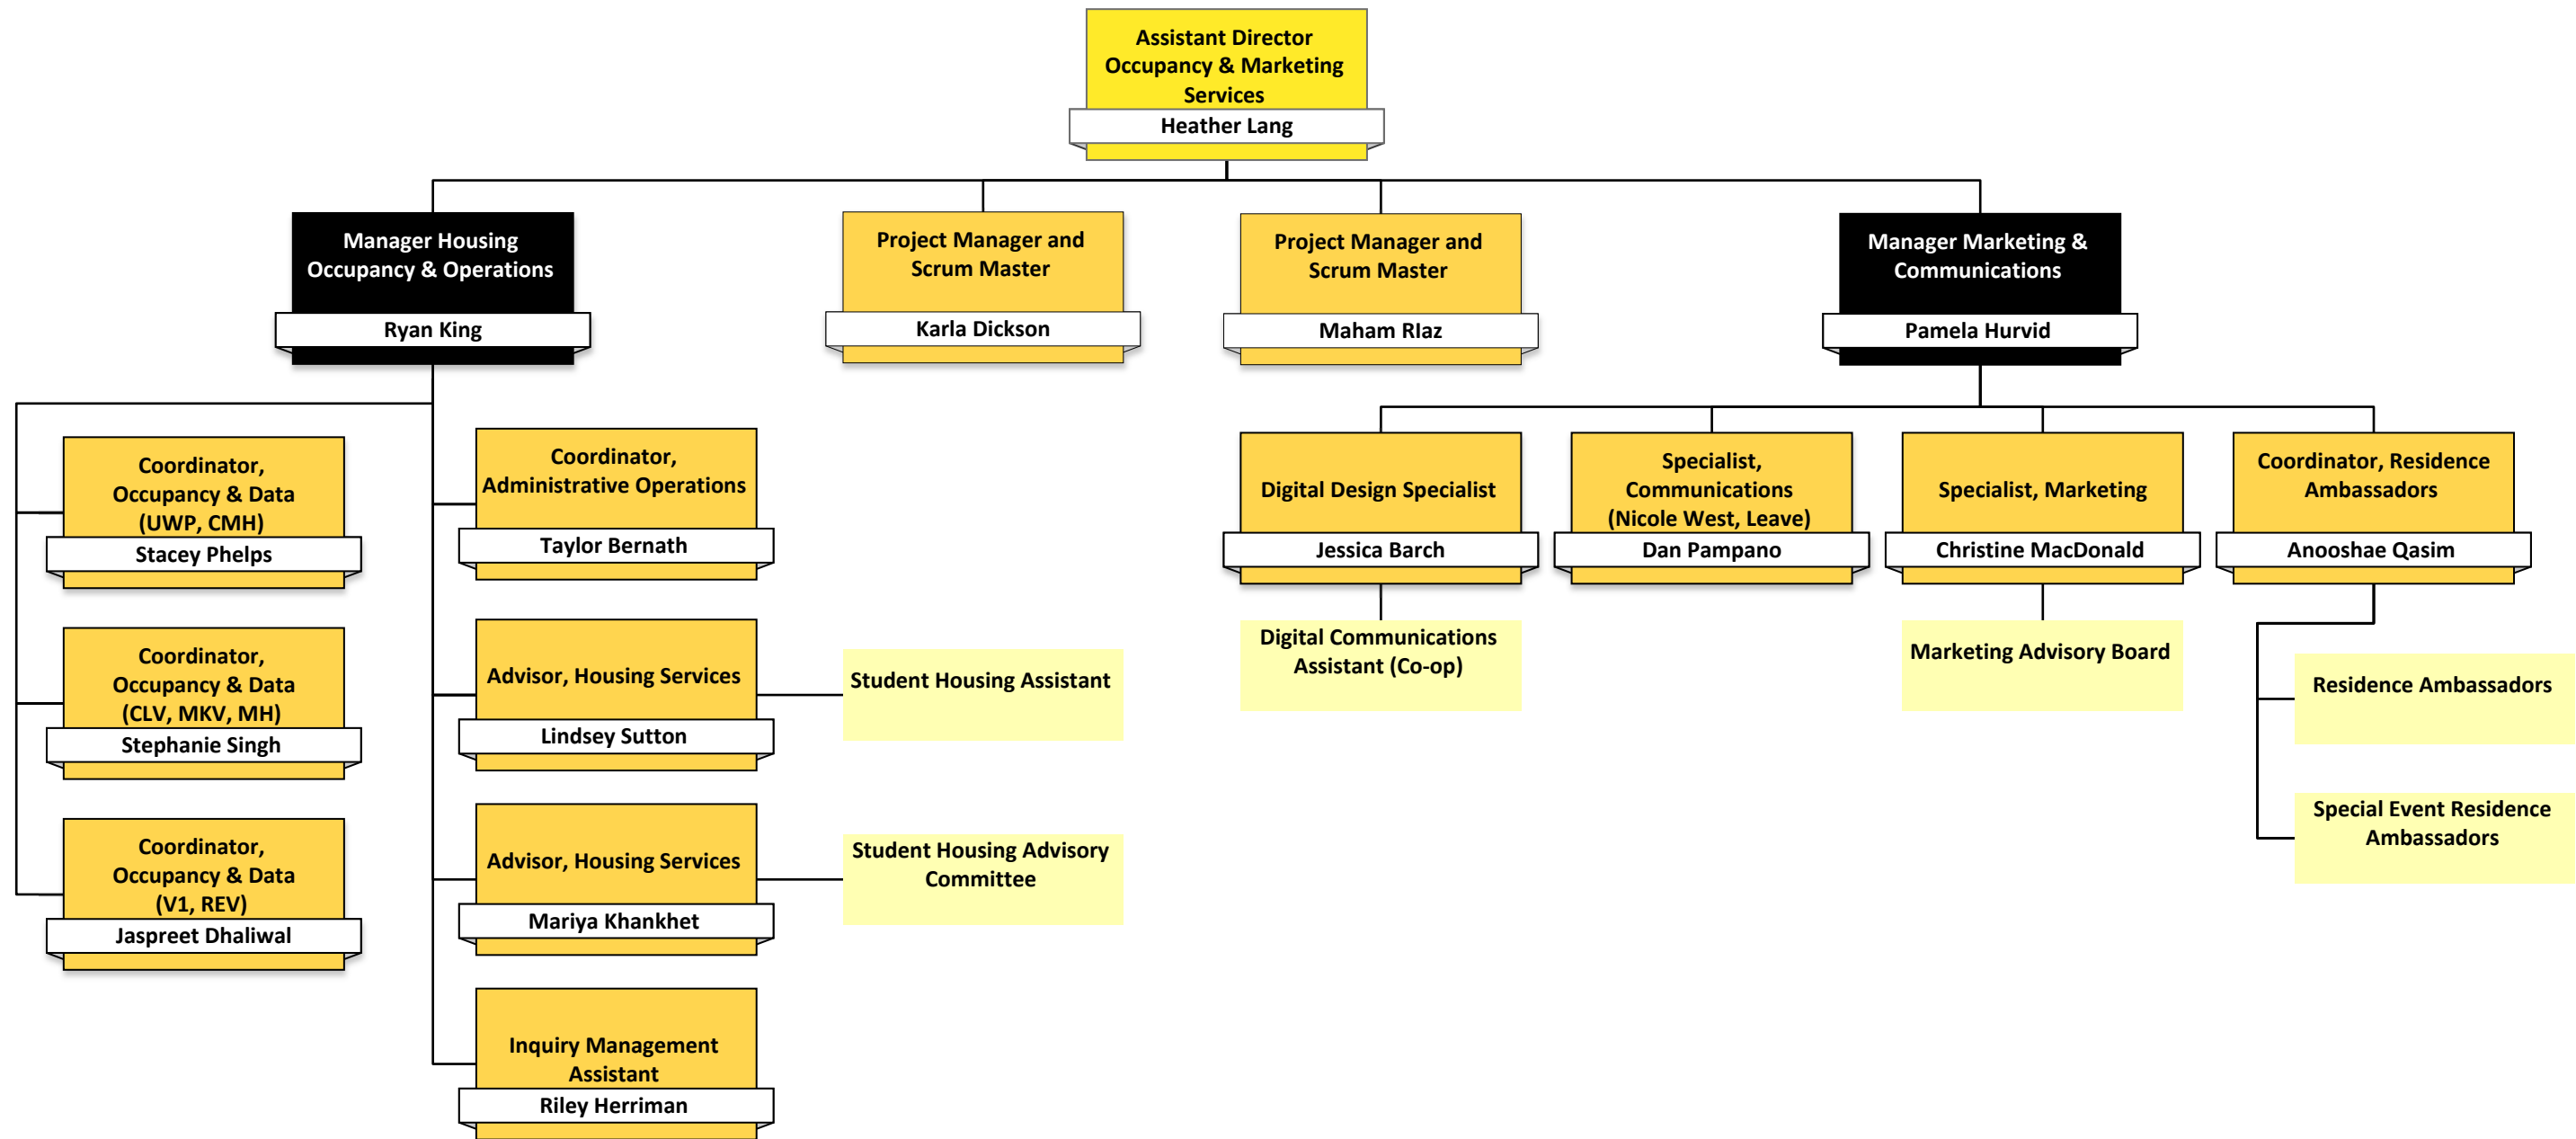 Assistant Director
Occupancy & Marketing
Services
Heather Lang
Manager Housing
Occupancy & Operations
Ryan King
Project Manager and
Scrum Master
Karla Dickson
Project Manager and
Scrum Master
Maham RIaz
Manager Marketing &
Communications
Pamela Hurvid
Coordinator,
Occupancy & Data
(UWP, CMH)
Stacey Phelps
Coordinator,
Occupancy & Data
(CLV, MKV, MH)
Stephanie Singh
Coordinator,
Occupancy & Data
(V1, REV)
Jaspreet Dhaliwal
Coordinator,
Administrative Operations
Taylor Bernath
Advisor, Housing Services
Lindsey Sutton
Student Housing Assistant
Advisor, Housing Services
Mariya Khankhet
Student Housing Advisory
Committee
Inquiry Management
Assistant
Riley Herriman
Digital Design Specialist
Jessica Barch
Digital Communications
Assistant (Co-op)
Specialist,
Communications
(Nicole West, Leave)
Dan Pampano
Specialist, Marketing
Christine MacDonald
Marketing Advisory Board
Coordinator, Residence
Ambassadors
Anooshae Qasim
Residence Ambassadors
Special Event Residence
Ambassadors